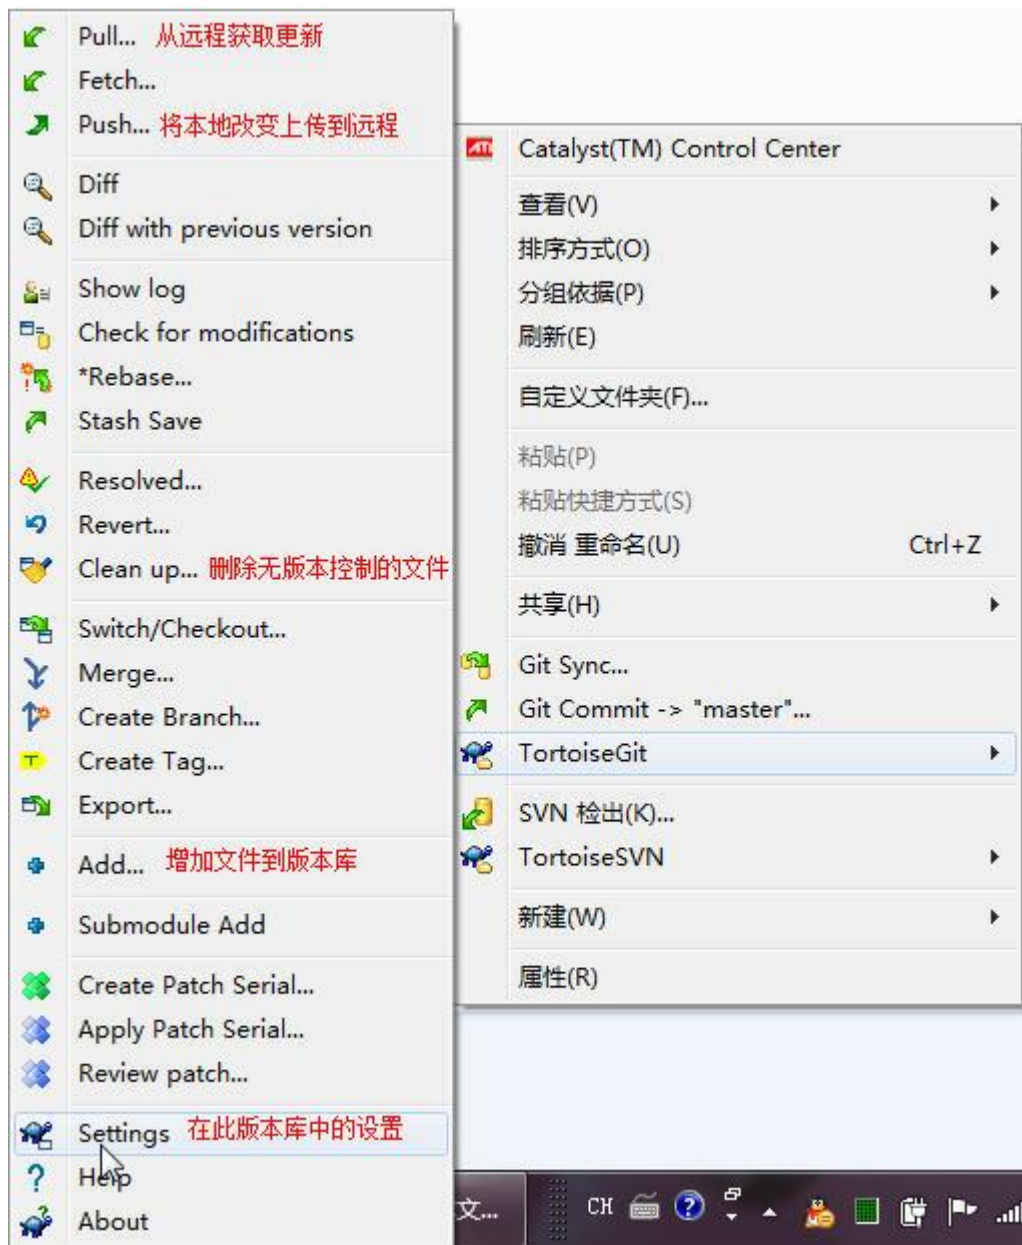 Pull... 从远程获取更新
Fetch...
Push... 将本地改变上传到远程
Diff
Diff with previous version
Show log
Check for modifications
*Rebase...
Stash Save
Resolved...
Revert...
Clean up... 删除无版本控制的文件
Switch/Checkout...
Merge...
Create Branch...
Create Tag...
Export...
Add... 增加文件到版本库
Submodule Add
Create Patch Serial...
Apply Patch Serial...
Review patch...
Settings 在此版本库中的设置
Help
About
ATI
Catalyst(TM) Control Center
查看(V)
排序方式(O)
分组依据(P)
刷新(E)
自定义文件夹(F)...
粘贴(P)
粘贴快捷方式(S)
撤消 重命名(U) Ctrl+Z
共享(H)
Git Sync...
Git Commit -> "master"...
TortoiseGit
SVN 检出(K)...
TortoiseSVN
新建(W)
属性(R)
文...
CH